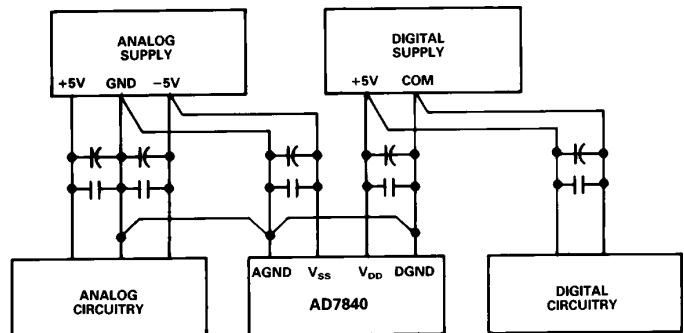 ANALOG
SUPPLY
+5V GND −5V
DIGITAL
SUPPLY
+5V COM
ANALOG
CIRCUITRY
AGND VSS VDD DGND
AD7840
DIGITAL
CIRCUITRY